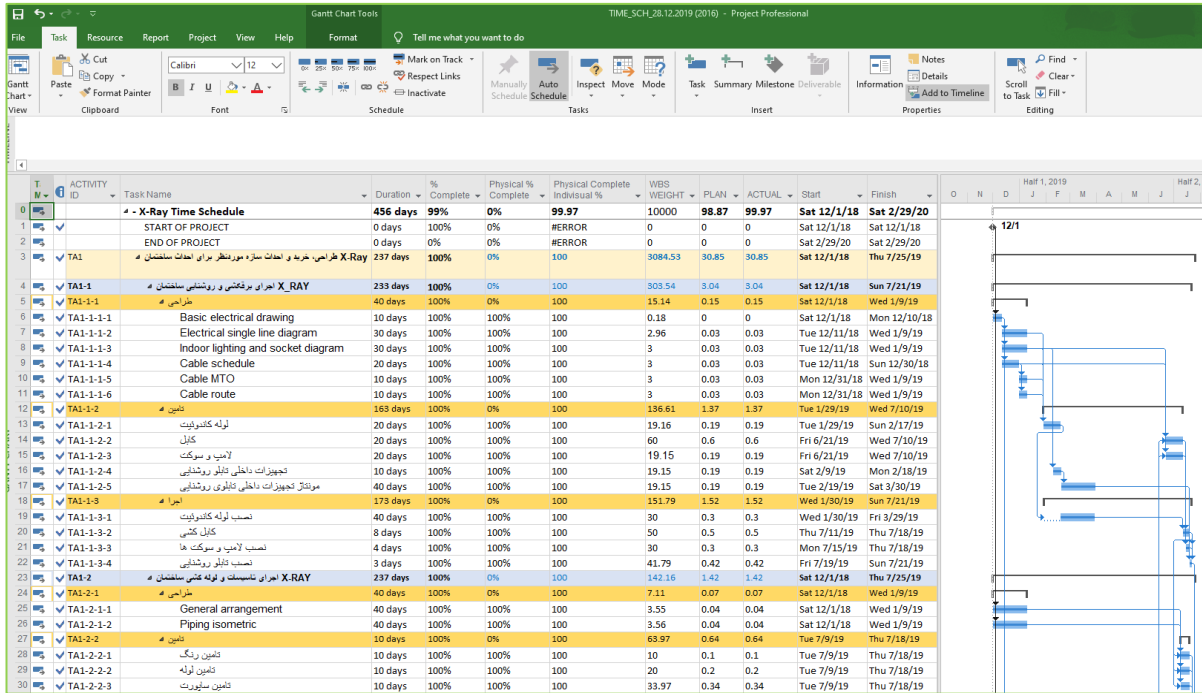 Gantt Chart Tools
TIME_SCH_28.12.2019 (2016) - Project Professional
File Task Resource Report Project View Help Format Tell me what you want to do
Gantt Chart
View
Paste
Cut
Copy
Format Painter
Clipboard
Calibri 12
B I U A
Font
0× 25× 50× 75× 100×
Mark on Track
Respect Links
Inactivate
Schedule
Manually Schedule
Auto Schedule
Inspect Move Mode
Tasks
Task Summary Milestone Deliverable
Insert
Information
Notes
Details
Add to Timeline
Properties
Scroll to Task
Find
Clear
Fill
Editing
T M ACTIVITY ID Task Name Duration % Complete Physical % Complete Physical Complete Indivisual % WBS WEIGHT PLAN ACTUAL Start Finish
Half 1, 2019 Half 2,
O N D J F M A M J J
0 - X-Ray Time Schedule 456 days 99% 0% 99.97 10000 98.87 99.97 Sat 12/1/18 Sat 2/29/20
1 START OF PROJECT 0 days 100% 0% #ERROR 0 0 0 Sat 12/1/18 Sat 12/1/18 12/1
2 END OF PROJECT 0 days 0% 0% #ERROR 0 0 0 Sat 2/29/20 Sat 2/29/20
3 TA1 طراحی، خرید و احداث سازه موردنظر برای احداث ساختمان X-Ray 237 days 100% 0% 100 3084.53 30.85 30.85 Sat 12/1/18 Thu 7/25/19
4 TA1-1 اجرای برقکشی و روشنایی ساختمان X_RAY 233 days 100% 0% 100 303.54 3.04 3.04 Sat 12/1/18 Sun 7/21/19
5 TA1-1-1 طراحی 40 days 100% 0% 100 15.14 0.15 0.15 Sat 12/1/18 Wed 1/9/19
6 TA1-1-1-1 Basic electrical drawing 10 days 100% 100% 100 0.18 0 0 Sat 12/1/18 Mon 12/10/18
7 TA1-1-1-2 Electrical single line diagram 30 days 100% 100% 100 2.96 0.03 0.03 Tue 12/11/18 Wed 1/9/19
8 TA1-1-1-3 Indoor lighting and socket diagram 30 days 100% 100% 100 3 0.03 0.03 Tue 12/11/18 Wed 1/9/19
9 TA1-1-1-4 Cable schedule 20 days 100% 100% 100 3 0.03 0.03 Tue 12/11/18 Sun 12/30/18
10 TA1-1-1-5 Cable MTO 10 days 100% 100% 100 3 0.03 0.03 Mon 12/31/18 Wed 1/9/19
11 TA1-1-1-6 Cable route 10 days 100% 100% 100 3 0.03 0.03 Mon 12/31/18 Wed 1/9/19
12 TA1-1-2 تامین 163 days 100% 0% 100 136.61 1.37 1.37 Tue 1/29/19 Wed 7/10/19
13 TA1-1-2-1 لوله کاندوئیت 20 days 100% 100% 100 19.16 0.19 0.19 Tue 1/29/19 Sun 2/17/19
14 TA1-1-2-2 کابل 20 days 100% 100% 100 60 0.6 0.6 Fri 6/21/19 Wed 7/10/19
15 TA1-1-2-3 لامپ و سوکت 20 days 100% 100% 100 19.15 0.19 0.19 Fri 6/21/19 Wed 7/10/19
16 TA1-1-2-4 تجهیزات داخلی تابلو روشنایی 10 days 100% 100% 100 19.15 0.19 0.19 Sat 2/9/19 Mon 2/18/19
17 TA1-1-2-5 مونتاژ تجهیزات داخلی تابلوی روشنایی 40 days 100% 100% 100 19.15 0.19 0.19 Tue 2/19/19 Sat 3/30/19
18 TA1-1-3 اجرا 173 days 100% 0% 100 151.79 1.52 1.52 Wed 1/30/19 Sun 7/21/19
19 TA1-1-3-1 نصب لوله کاندوئیت 40 days 100% 100% 100 30 0.3 0.3 Wed 1/30/19 Fri 3/29/19
20 TA1-1-3-2 کابل کشی 8 days 100% 100% 100 50 0.5 0.5 Thu 7/11/19 Thu 7/18/19
21 TA1-1-3-3 نصب لامپ و سوکت ها 4 days 100% 100% 100 30 0.3 0.3 Mon 7/15/19 Thu 7/18/19
22 TA1-1-3-4 نصب تابلو روشنایی 3 days 100% 100% 100 41.79 0.42 0.42 Fri 7/19/19 Sun 7/21/19
23 TA1-2 اجرای تاسیسات و لوله کشی ساختمان X-RAY 237 days 100% 0% 100 142.16 1.42 1.42 Sat 12/1/18 Thu 7/25/19
24 TA1-2-1 طراحی 40 days 100% 0% 100 7.11 0.07 0.07 Sat 12/1/18 Wed 1/9/19
25 TA1-2-1-1 General arrangement 40 days 100% 100% 100 3.55 0.04 0.04 Sat 12/1/18 Wed 1/9/19
26 TA1-2-1-2 Piping isometric 40 days 100% 100% 100 3.56 0.04 0.04 Sat 12/1/18 Wed 1/9/19
27 TA1-2-2 تامین 10 days 100% 0% 100 63.97 0.64 0.64 Tue 7/9/19 Thu 7/18/19
28 TA1-2-2-1 تامین رنگ 10 days 100% 100% 100 10 0.1 0.1 Tue 7/9/19 Thu 7/18/19
29 TA1-2-2-2 تامین لوله 10 days 100% 100% 100 20 0.2 0.2 Tue 7/9/19 Thu 7/18/19
30 TA1-2-2-3 تامین ساپورت 10 days 100% 100% 100 33.97 0.34 0.34 Tue 7/9/19 Thu 7/18/19